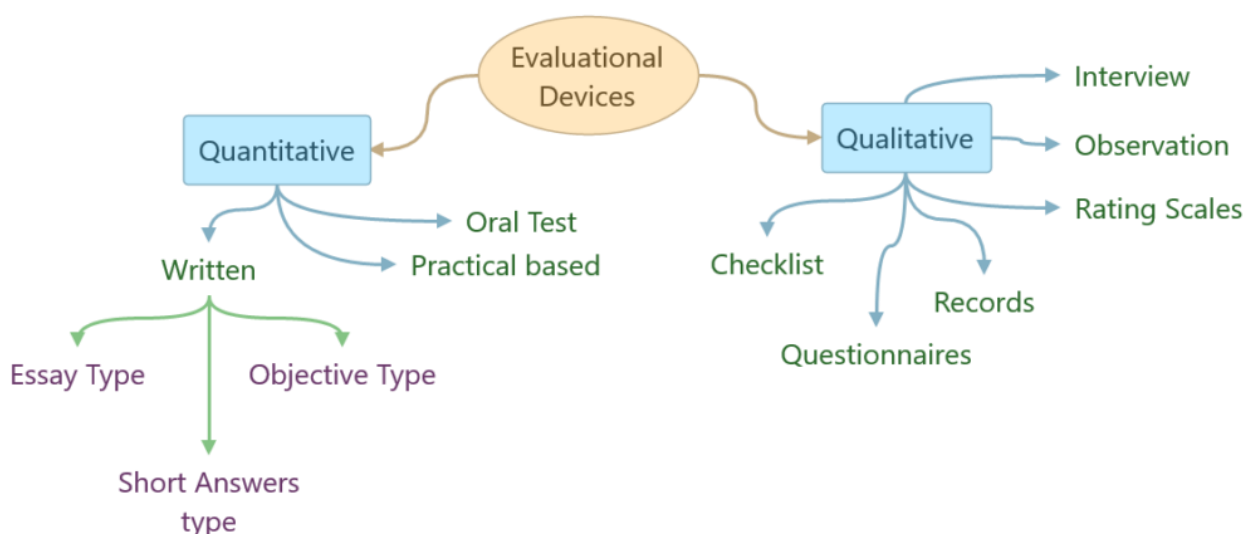 Evaluational
Devices
Quantitative
Qualitative
Interview
Observation
Rating Scales
Oral Test
Practical based
Written
Checklist
Records
Questionnaires
Essay Type
Objective Type
Short Answers
type